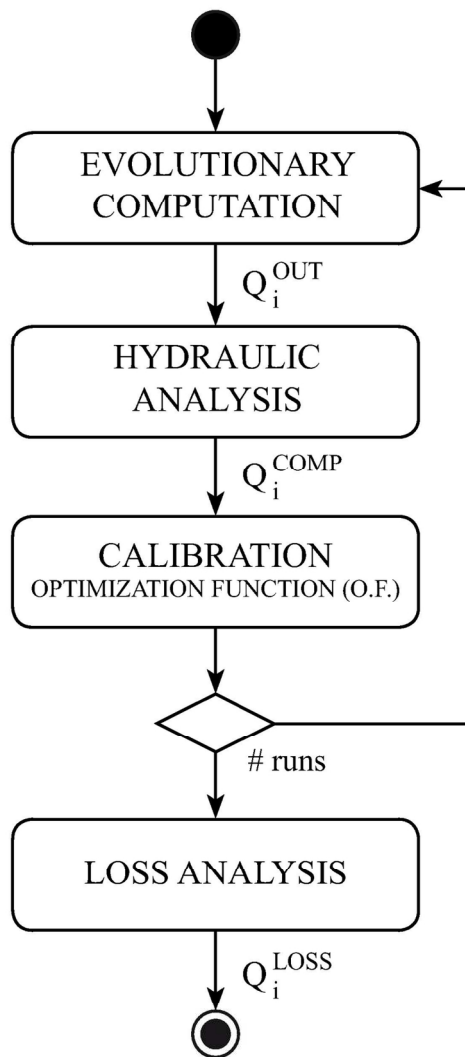 EVOLUTIONARY
COMPUTATION
Q_i^OUT
HYDRAULIC
ANALYSIS
Q_i^COMP
CALIBRATION
OPTIMIZATION FUNCTION (O.F.)
# runs
LOSS ANALYSIS
Q_i^LOSS